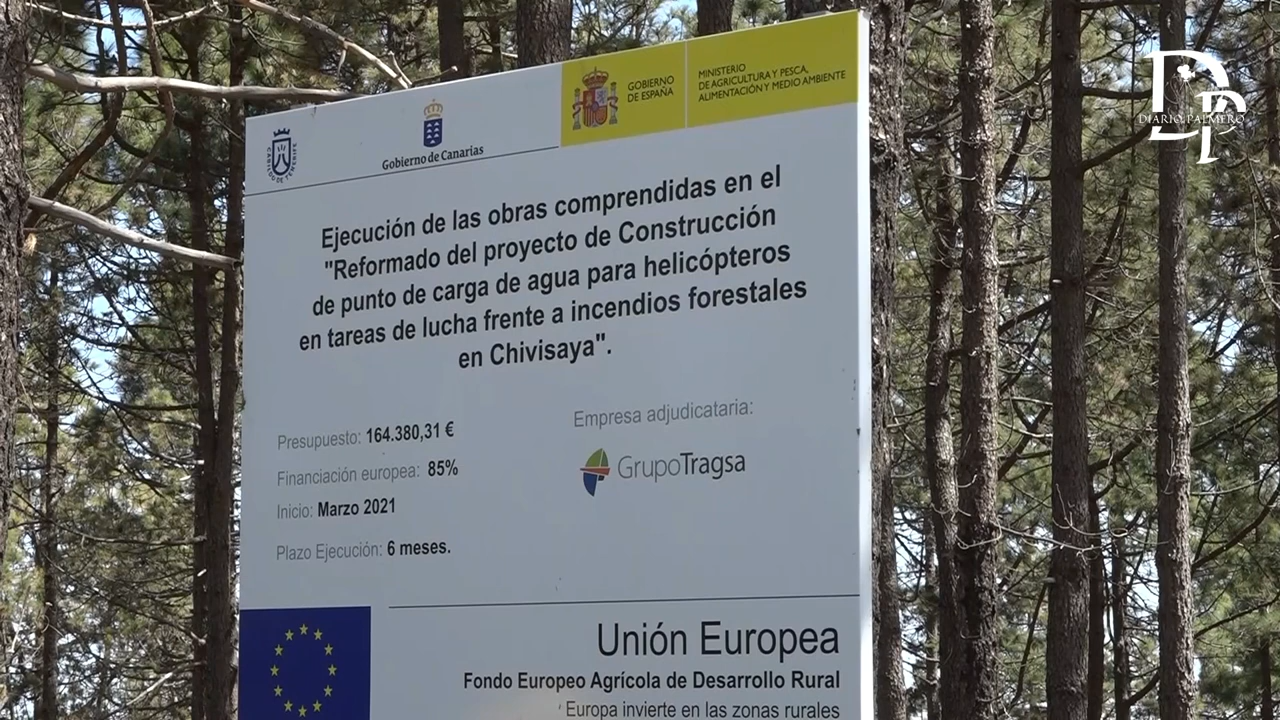 CABILDO DE TENERIFE
Gobierno de Canarias
GOBIERNO
DE ESPAÑA
MINISTERIO
DE AGRICULTURA Y PESCA,
ALIMENTACIÓN Y MEDIO AMBIENTE
DIARIO PALMERO
Ejecución de las obras comprendidas en el
"Reformado del proyecto de Construcción
de punto de carga de agua para helicópteros
en tareas de lucha frente a incendios forestales
en Chivisaya".
Presupuesto: 164.380,31 €
Financiación europea: 85%
Inicio: Marzo 2021
Plazo Ejecución: 6 meses.
Empresa adjudicataria:
GrupoTragsa
Unión Europea
Fondo Europeo Agrícola de Desarrollo Rural
Europa invierte en las zonas rurales